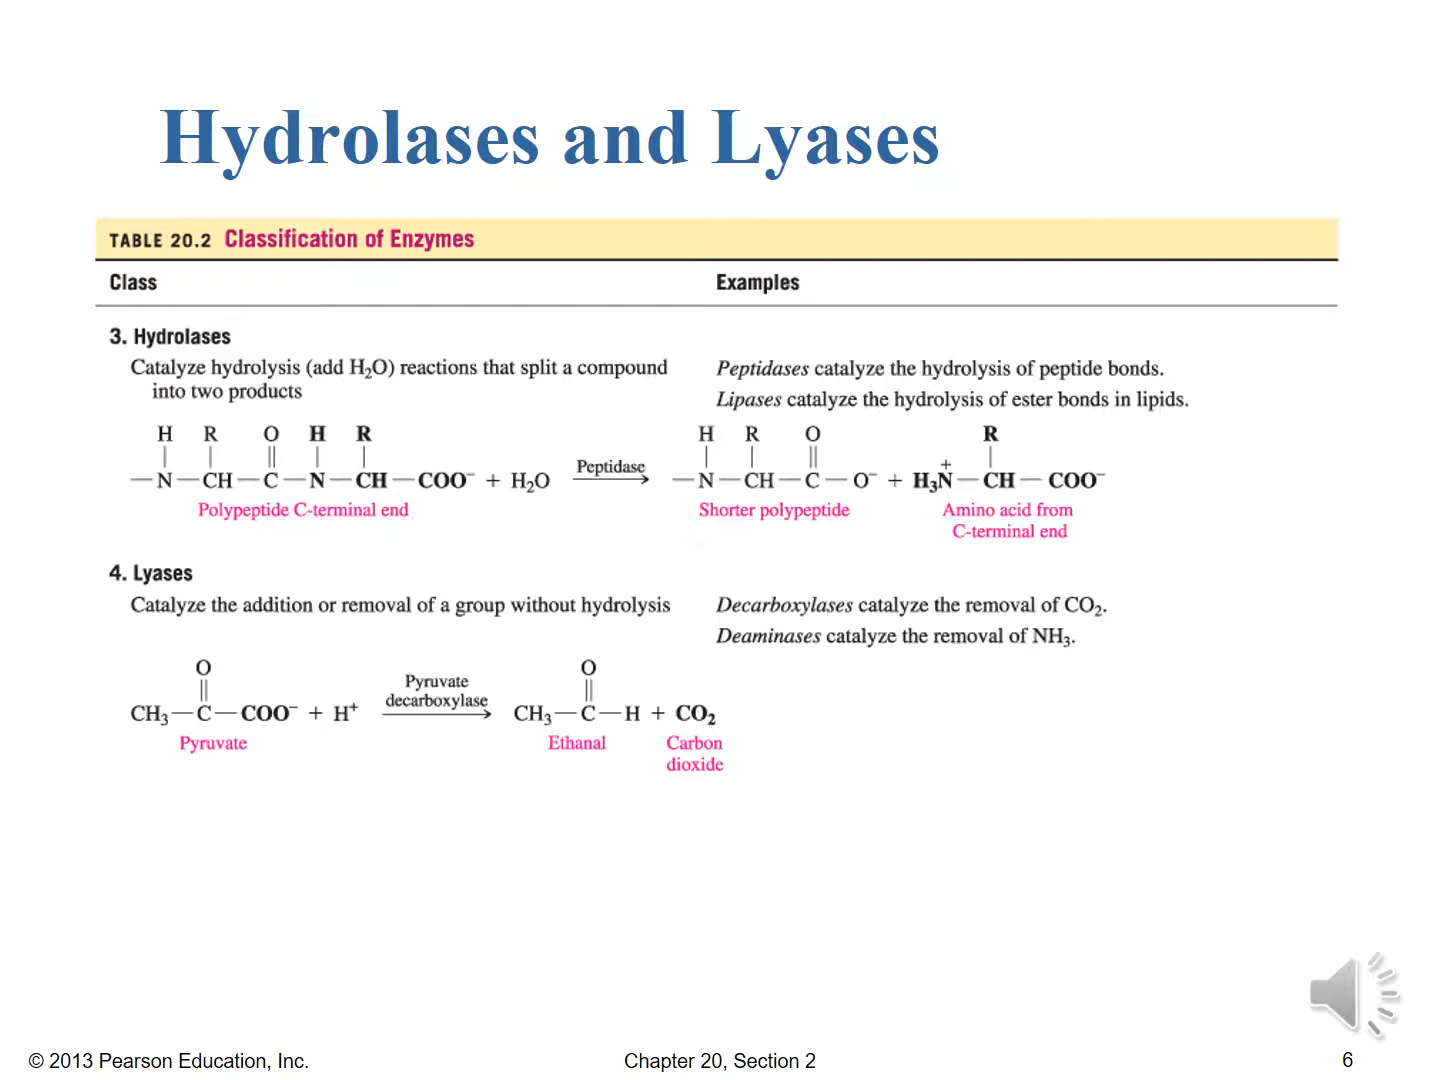 Hydrolases and Lyases
TABLE 20.2 Classification of Enzymes
Class Examples
3. Hydrolases
Catalyze hydrolysis (add H₂O) reactions that split a compound
into two products
Peptidases catalyze the hydrolysis of peptide bonds.
Lipases catalyze the hydrolysis of ester bonds in lipids.
H R O H R H R O R
—N—CH—C—N—CH—COO⁻ + H₂O Peptidase —N—CH—C—O⁻ + H₃N⁺—CH—COO⁻
Polypeptide C-terminal end Shorter polypeptide Amino acid from
C-terminal end
4. Lyases
Catalyze the addition or removal of a group without hydrolysis
Decarboxylases catalyze the removal of CO₂.
Deaminases catalyze the removal of NH₃.
O O
Pyruvate
decarboxylase
CH₃—C—COO⁻ + H⁺ CH₃—C—H + CO₂
Pyruvate Ethanal Carbon
dioxide
© 2013 Pearson Education, Inc. Chapter 20, Section 2 6